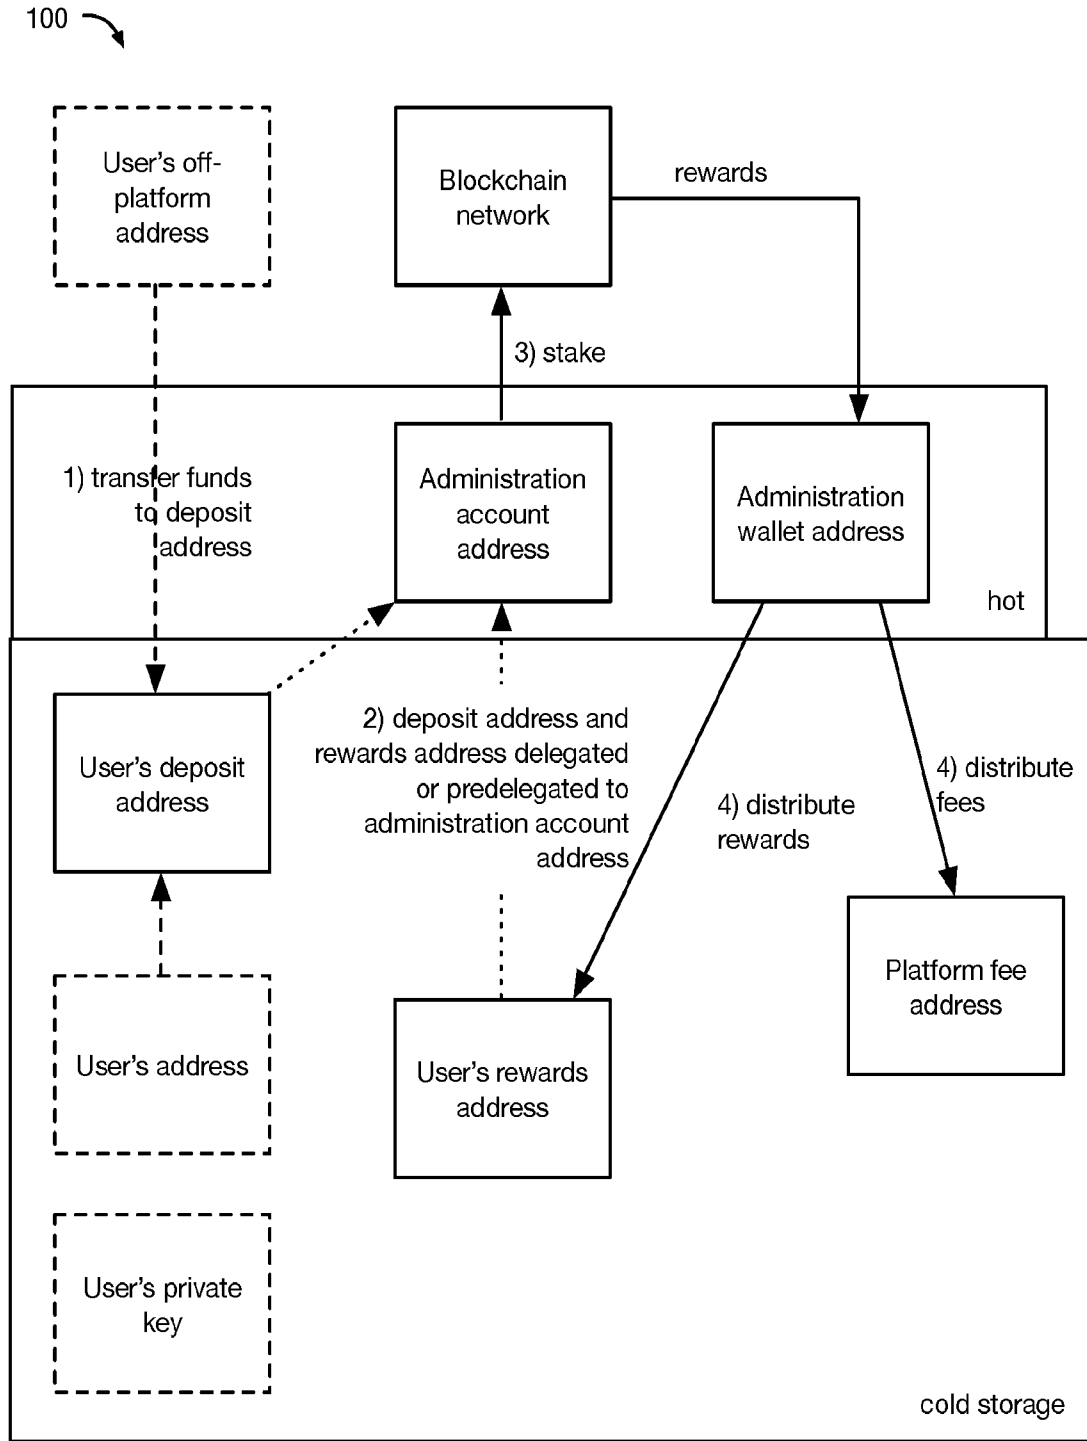 100
User's off-
platform
address
Blockchain
network
rewards
3) stake
1) transfer funds
to deposit
address
Administration
account
address
Administration
wallet address
hot
User's deposit
address
2) deposit address and
rewards address delegated
or predelegated to
administration account
address
4) distribute
rewards
4) distribute
fees
Platform fee
address
User's address
User's rewards
address
User's private
key
cold storage